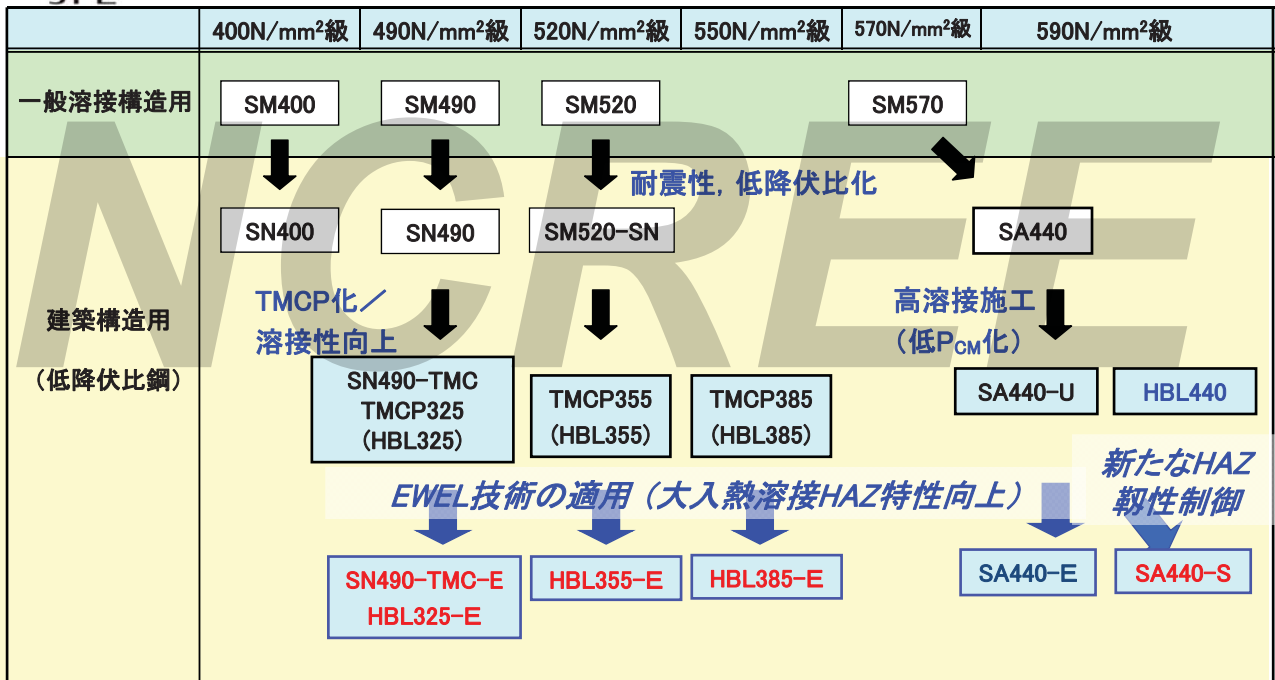 JFE
400N/mm²級 490N/mm²級 520N/mm²級 550N/mm²級 570N/mm²級 590N/mm²級
一般溶接構造用
SM400 SM490 SM520 SM570
耐震性，低降伏比化
SN400 SN490 SM520-SN SA440
建築構造用
（低降伏比鋼）
TMCP化／
溶接性向上
高溶接施工
（低PCM化）
SN490-TMC
TMCP325
(HBL325)
TMCP355
(HBL355)
TMCP385
(HBL385)
SA440-U HBL440
EWEL技術の適用（大入熱溶接HAZ特性向上）
新たなHAZ
靱性制御
SN490-TMC-E
HBL325-E
HBL355-E HBL385-E SA440-E SA440-S
NCREE